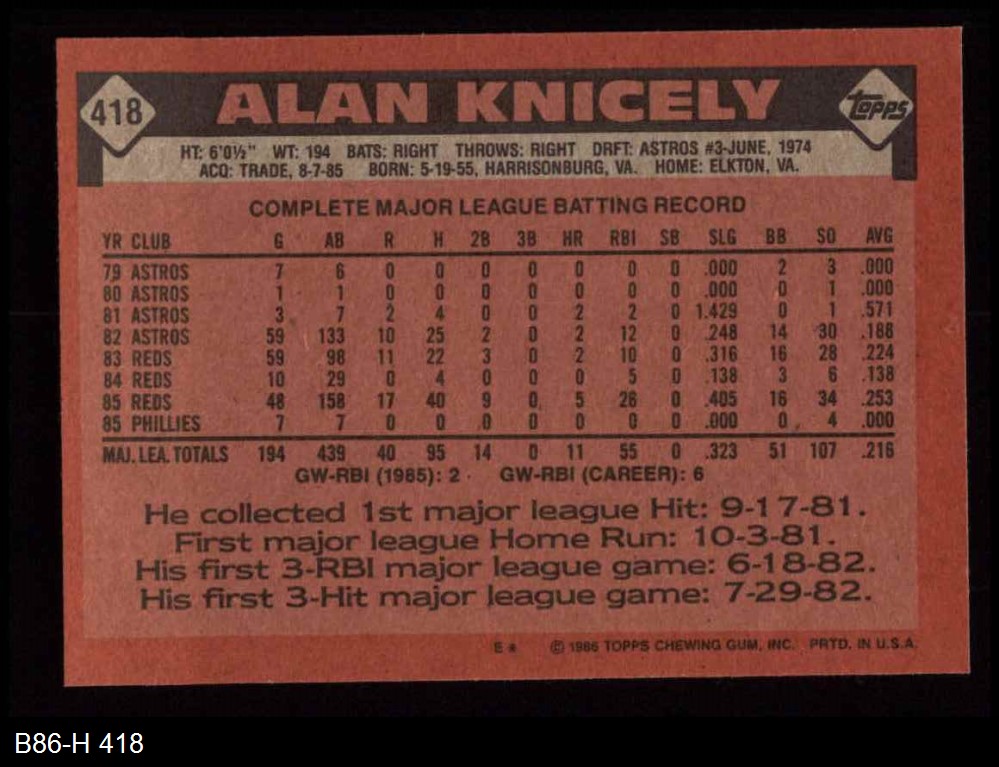 418 ALAN KNICELY Topps
HT: 6'0½" WT: 194 BATS: RIGHT THROWS: RIGHT DRFT: ASTROS #3-JUNE, 1974
ACQ: TRADE, 8-7-85 BORN: 5-19-55, HARRISONBURG, VA. HOME: ELKTON, VA.
COMPLETE MAJOR LEAGUE BATTING RECORD
YR CLUB G AB R H 2B 3B HR RBI SB SLG BB SO AVG
79 ASTROS 7 6 0 0 0 0 0 0 0 .000 2 3 .000
80 ASTROS 1 1 0 0 0 0 0 0 0 .000 0 1 .000
81 ASTROS 3 7 2 4 0 0 2 2 0 1.429 0 1 .571
82 ASTROS 59 133 10 25 2 0 2 12 0 .248 14 30 .188
83 REDS 59 98 11 22 3 0 2 10 0 .316 16 28 .224
84 REDS 10 29 0 4 0 0 0 5 0 .138 3 6 .138
85 REDS 48 158 17 40 9 0 5 26 0 .405 16 34 .253
85 PHILLIES 7 7 0 0 0 0 0 0 0 .000 0 4 .000
MAJ. LEA. TOTALS 194 439 40 95 14 0 11 55 0 .323 51 107 .216
GW-RBI (1985): 2 GW-RBI (CAREER): 6
He collected 1st major league Hit: 9-17-81.
First major league Home Run: 10-3-81.
His first 3-RBI major league game: 6-18-82.
His first 3-Hit major league game: 7-29-82.
E * © 1986 TOPPS CHEWING GUM, INC. PRTD. IN U.S.A.
B86-H 418